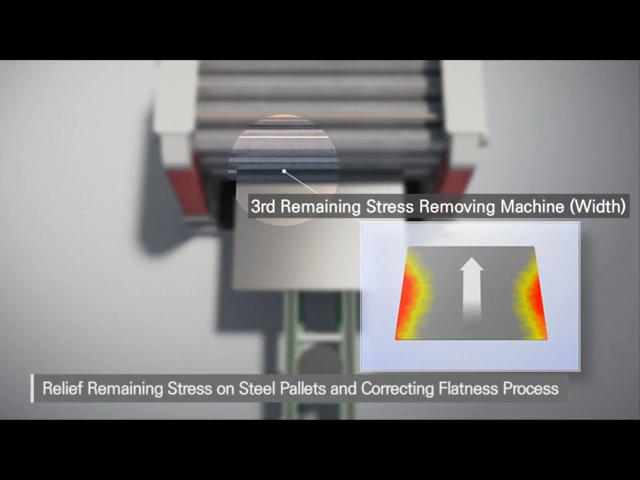 3rd Remaining Stress Removing Machine (Width)
Relief Remaining Stress on Steel Pallets and Correcting Flatness Process